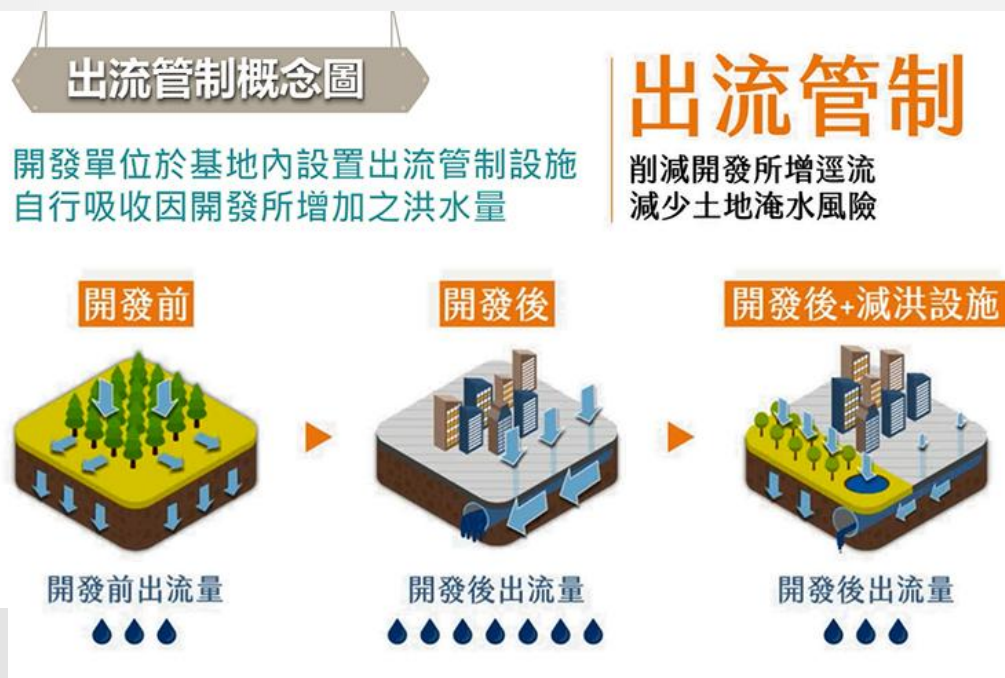 出流管制概念圖
開發單位於基地內設置出流管制設施
自行吸收因開發所增加之洪水量
出流管制
削減開發所增逕流
減少土地淹水風險
開發前
開發後
開發後+減洪設施
開發前出流量
開發後出流量
開發後出流量